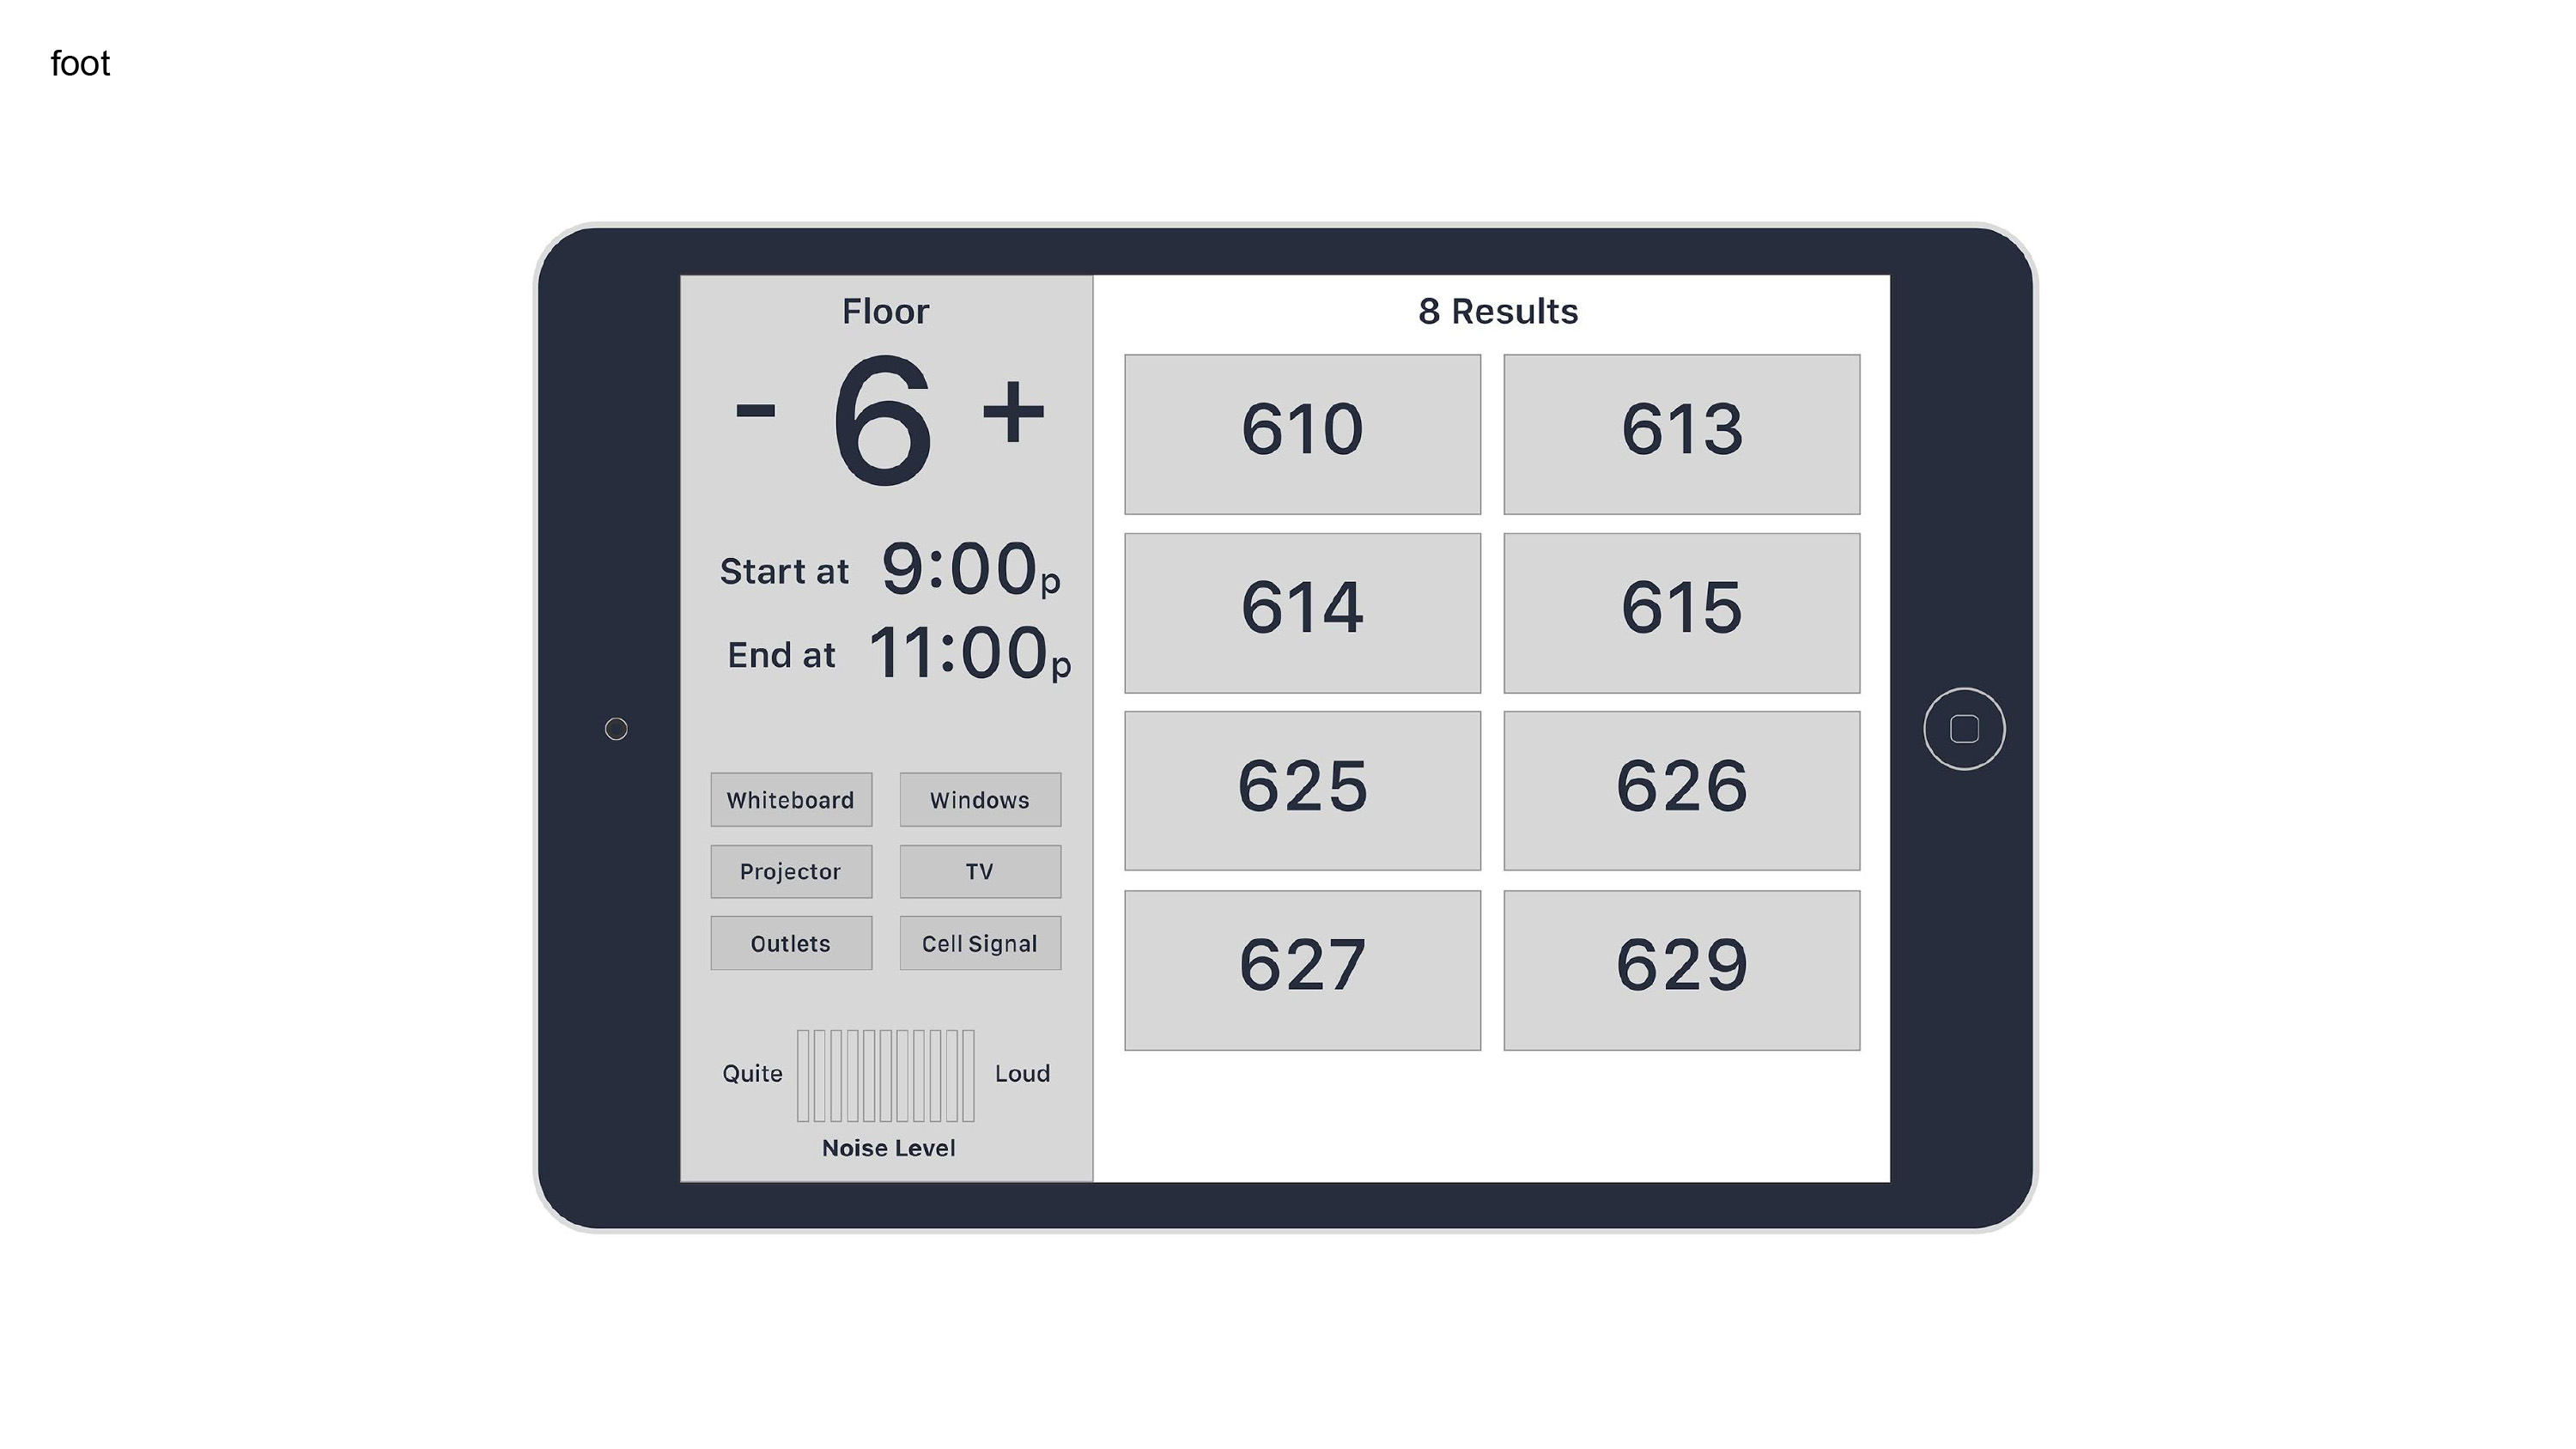 foot
Floor
- 6 +
Start at 9:00p
End at 11:00p
Whiteboard Windows
Projector TV
Outlets Cell Signal
Quite Loud
Noise Level
8 Results
610 613
614 615
625 626
627 629